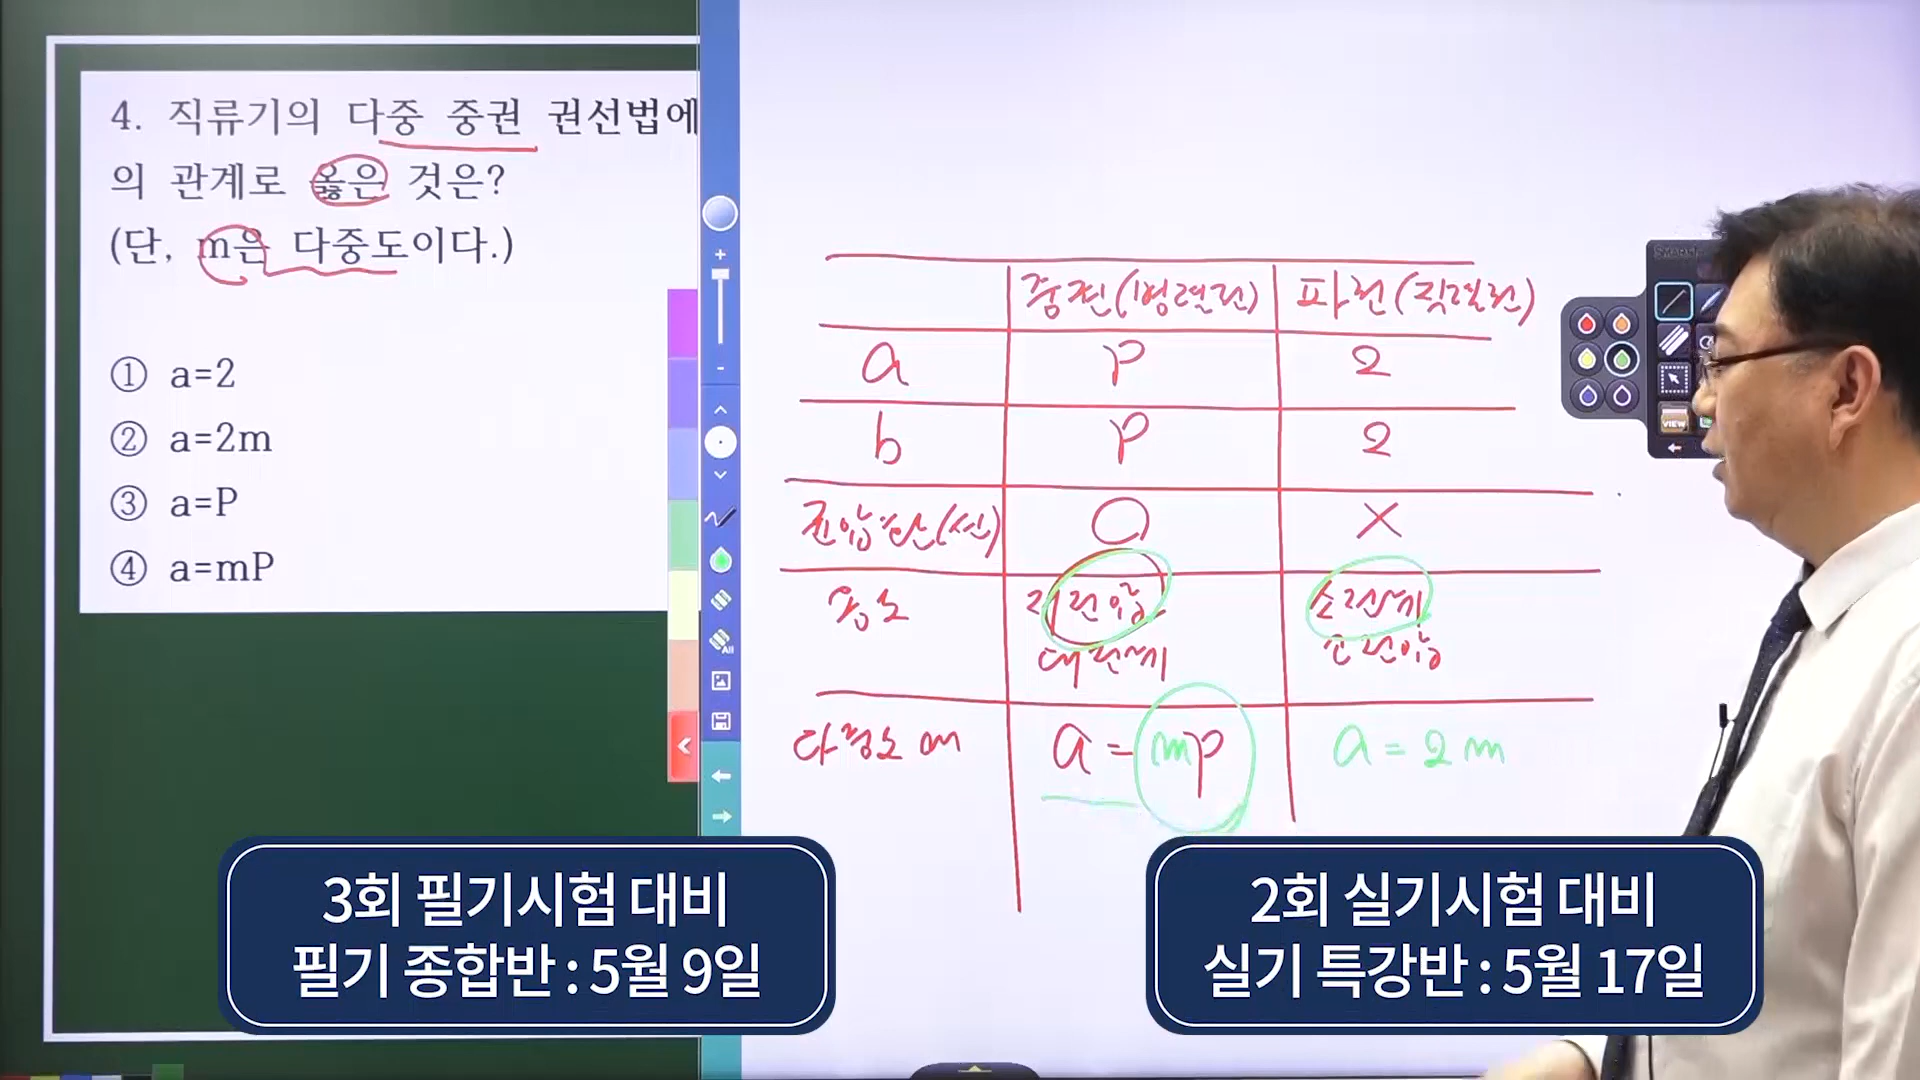 4. 직류기의 다중 중권 권선법에
의 관계로 옳은 것은?
(단, m은 다중도이다.)
① a=2
② a=2m
③ a=P
④ a=mP
중권(병렬권) 파권(직렬권)
a P 2
b P 2
균압환(선) ○ X
용도 저전압 소전류
대전류 고전압
다중도 m a = mp a = 2m
VIEW
All
3회 필기시험 대비
필기 종합반 : 5월 9일
2회 실기시험 대비
실기 특강반 : 5월 17일